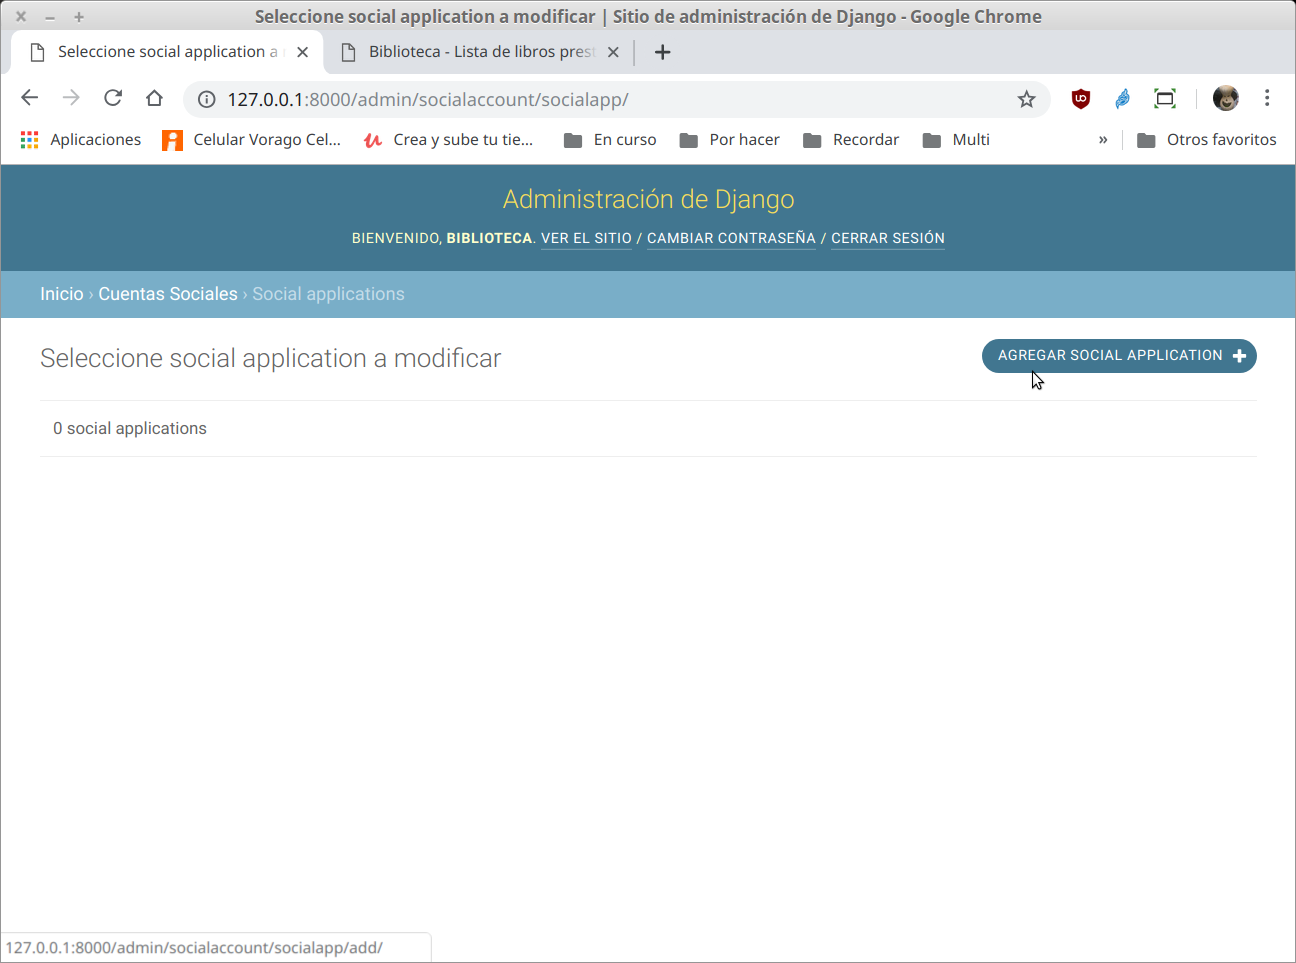 Seleccione social application a modificar | Sitio de administración de Django - Google Chrome
Seleccione social application a
Biblioteca - Lista de libros prest
127.0.0.1:8000/admin/socialaccount/socialapp/
Aplicaciones
Celular Vorago Cel...
Crea y sube tu tie...
En curso
Por hacer
Recordar
Multi
»
Otros favoritos
Administración de Django
BIENVENIDO, BIBLIOTECA. VER EL SITIO / CAMBIAR CONTRASEÑA / CERRAR SESIÓN
Inicio › Cuentas Sociales › Social applications
Seleccione social application a modificar
AGREGAR SOCIAL APPLICATION +
0 social applications
127.0.0.1:8000/admin/socialaccount/socialapp/add/